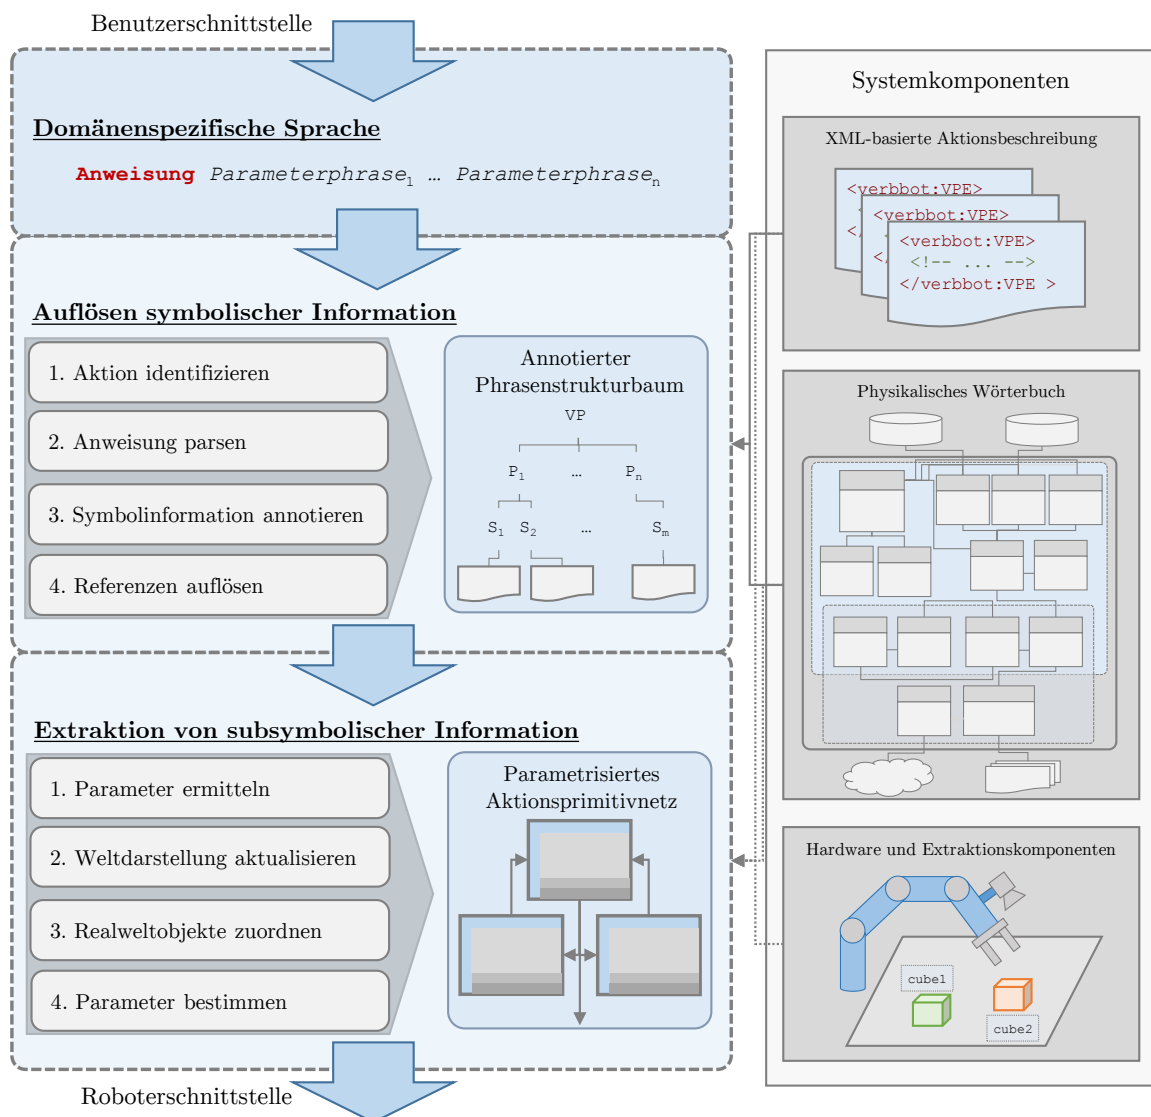 Benutzerschnittstelle
Domänenspezifische Sprache
Anweisung Parameterphrase1 … Parameterphrasen
Auflösen symbolischer Information
1. Aktion identifizieren
2. Anweisung parsen
3. Symbolinformation annotieren
4. Referenzen auflösen
Annotierter
Phrasenstrukturbaum
VP
P1 … Pn
S1 S2 … Sm
Extraktion von subsymbolischer Information
1. Parameter ermitteln
2. Weltdarstellung aktualisieren
3. Realweltobjekte zuordnen
4. Parameter bestimmen
Parametrisiertes
Aktionsprimitivnetz
Roboterschnittstelle
Systemkomponenten
XML-basierte Aktionsbeschreibung
<verbbot:VPE>
<verbbot:VPE>
<verbbot:VPE>
<!-- ... -->
</verbbot:VPE >
Physikalisches Wörterbuch
Hardware und Extraktionskomponenten
cube1
cube2